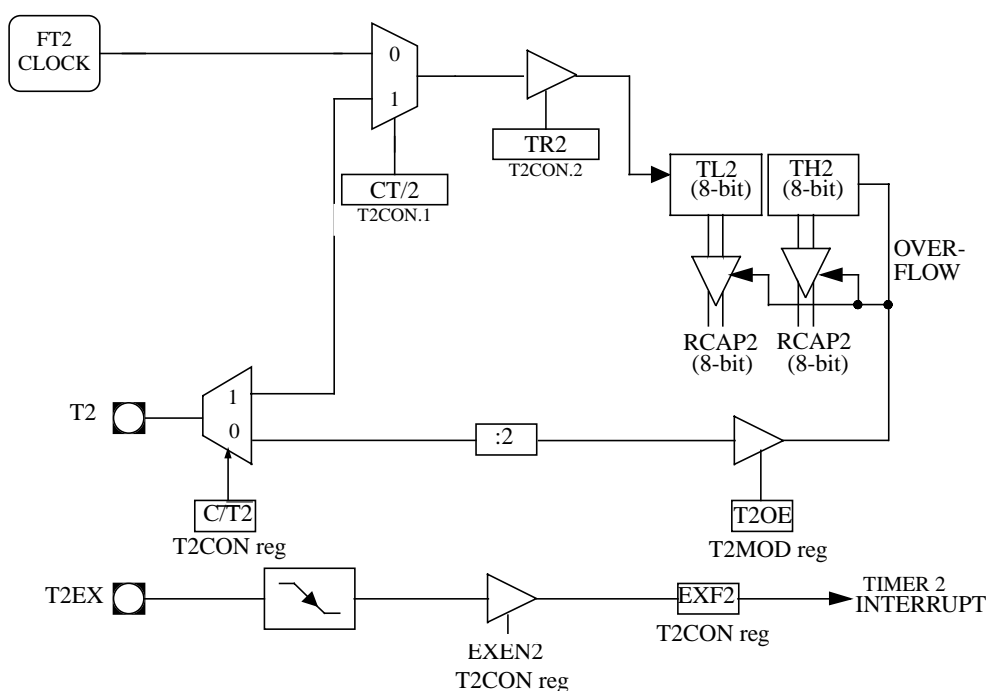 FT2
CLOCK
0
1
TR2
T2CON.2
CT/2
T2CON.1
TL2
(8-bit)
TH2
(8-bit)
OVER-
FLOW
RCAP2
(8-bit)
RCAP2
(8-bit)
T2
1
0
:2
C/T2
T2CON reg
T2OE
T2MOD reg
T2EX
EXEN2
T2CON reg
EXF2
T2CON reg
TIMER 2
INTERRUPT